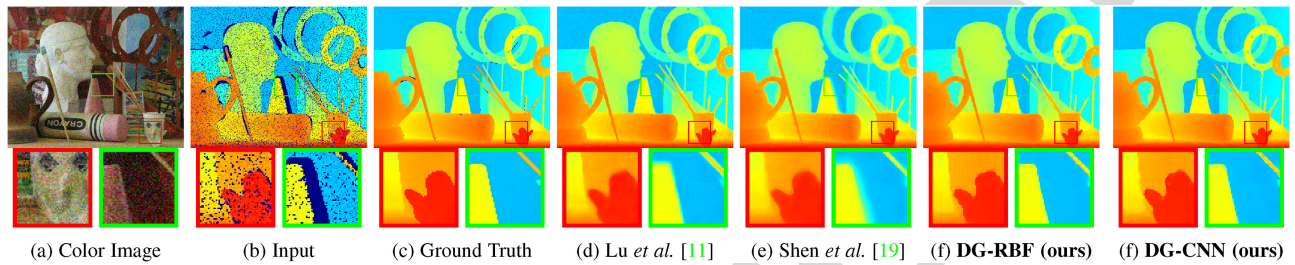 CRAYON
(a) Color Image (b) Input (c) Ground Truth (d) Lu et al. [11] (e) Shen et al. [19] (f) DG-RBF (ours) (f) DG-CNN (ours)